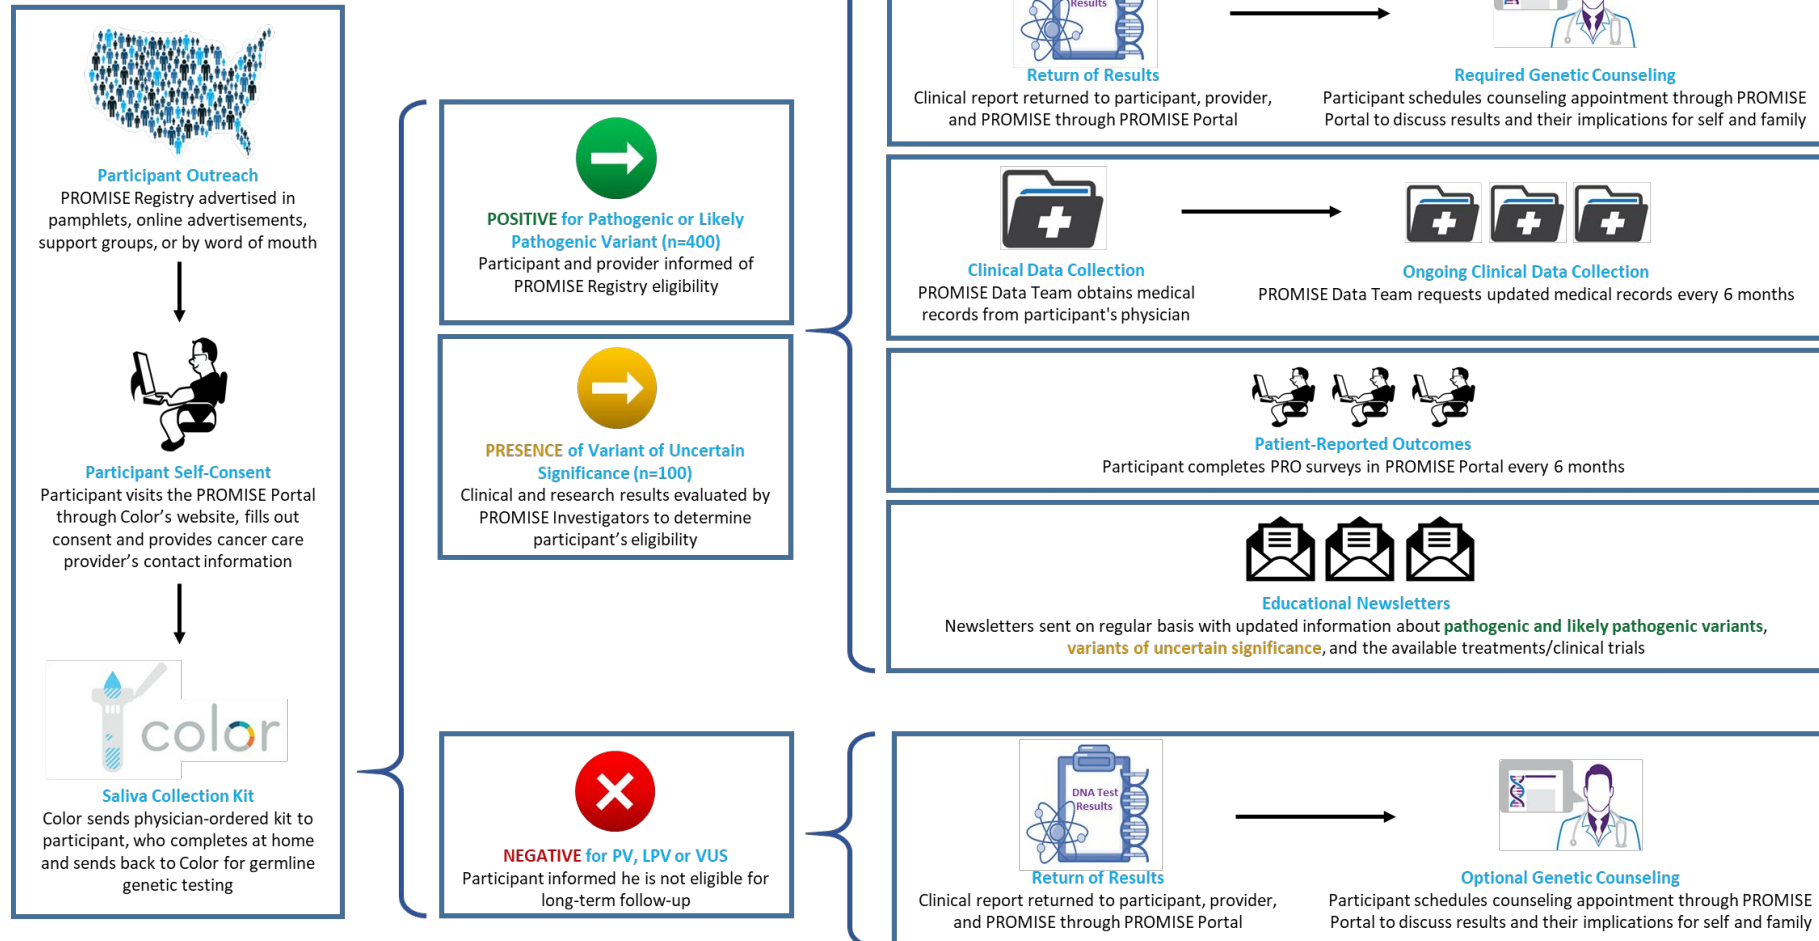 Participant Outreach
PROMISE Registry advertised in
pamphlets, online advertisements,
support groups, or by word of mouth
Participant Self-Consent
Participant visits the PROMISE Portal
through Color’s website, fills out
consent and provides cancer care
provider’s contact information
color
Saliva Collection Kit
Color sends physician-ordered kit to
participant, who completes at home
and sends back to Color for germline
genetic testing
POSITIVE for Pathogenic or Likely
Pathogenic Variant (n=400)
Participant and provider informed of
PROMISE Registry eligibility
PRESENCE of Variant of Uncertain
Significance (n=100)
Clinical and research results evaluated by
PROMISE Investigators to determine
participant’s eligibility
NEGATIVE for PV, LPV or VUS
Participant informed he is not eligible for
long-term follow-up
Results
Return of Results
Clinical report returned to participant, provider,
and PROMISE through PROMISE Portal
Required Genetic Counseling
Participant schedules counseling appointment through PROMISE
Portal to discuss results and their implications for self and family
Clinical Data Collection
PROMISE Data Team obtains medical
records from participant's physician
Ongoing Clinical Data Collection
PROMISE Data Team requests updated medical records every 6 months
Patient-Reported Outcomes
Participant completes PRO surveys in PROMISE Portal every 6 months
Educational Newsletters
Newsletters sent on regular basis with updated information about pathogenic and likely pathogenic variants,
variants of uncertain significance, and the available treatments/clinical trials
DNA Test
Results
Return of Results
Clinical report returned to participant, provider,
and PROMISE through PROMISE Portal
Optional Genetic Counseling
Participant schedules counseling appointment through PROMISE
Portal to discuss results and their implications for self and family